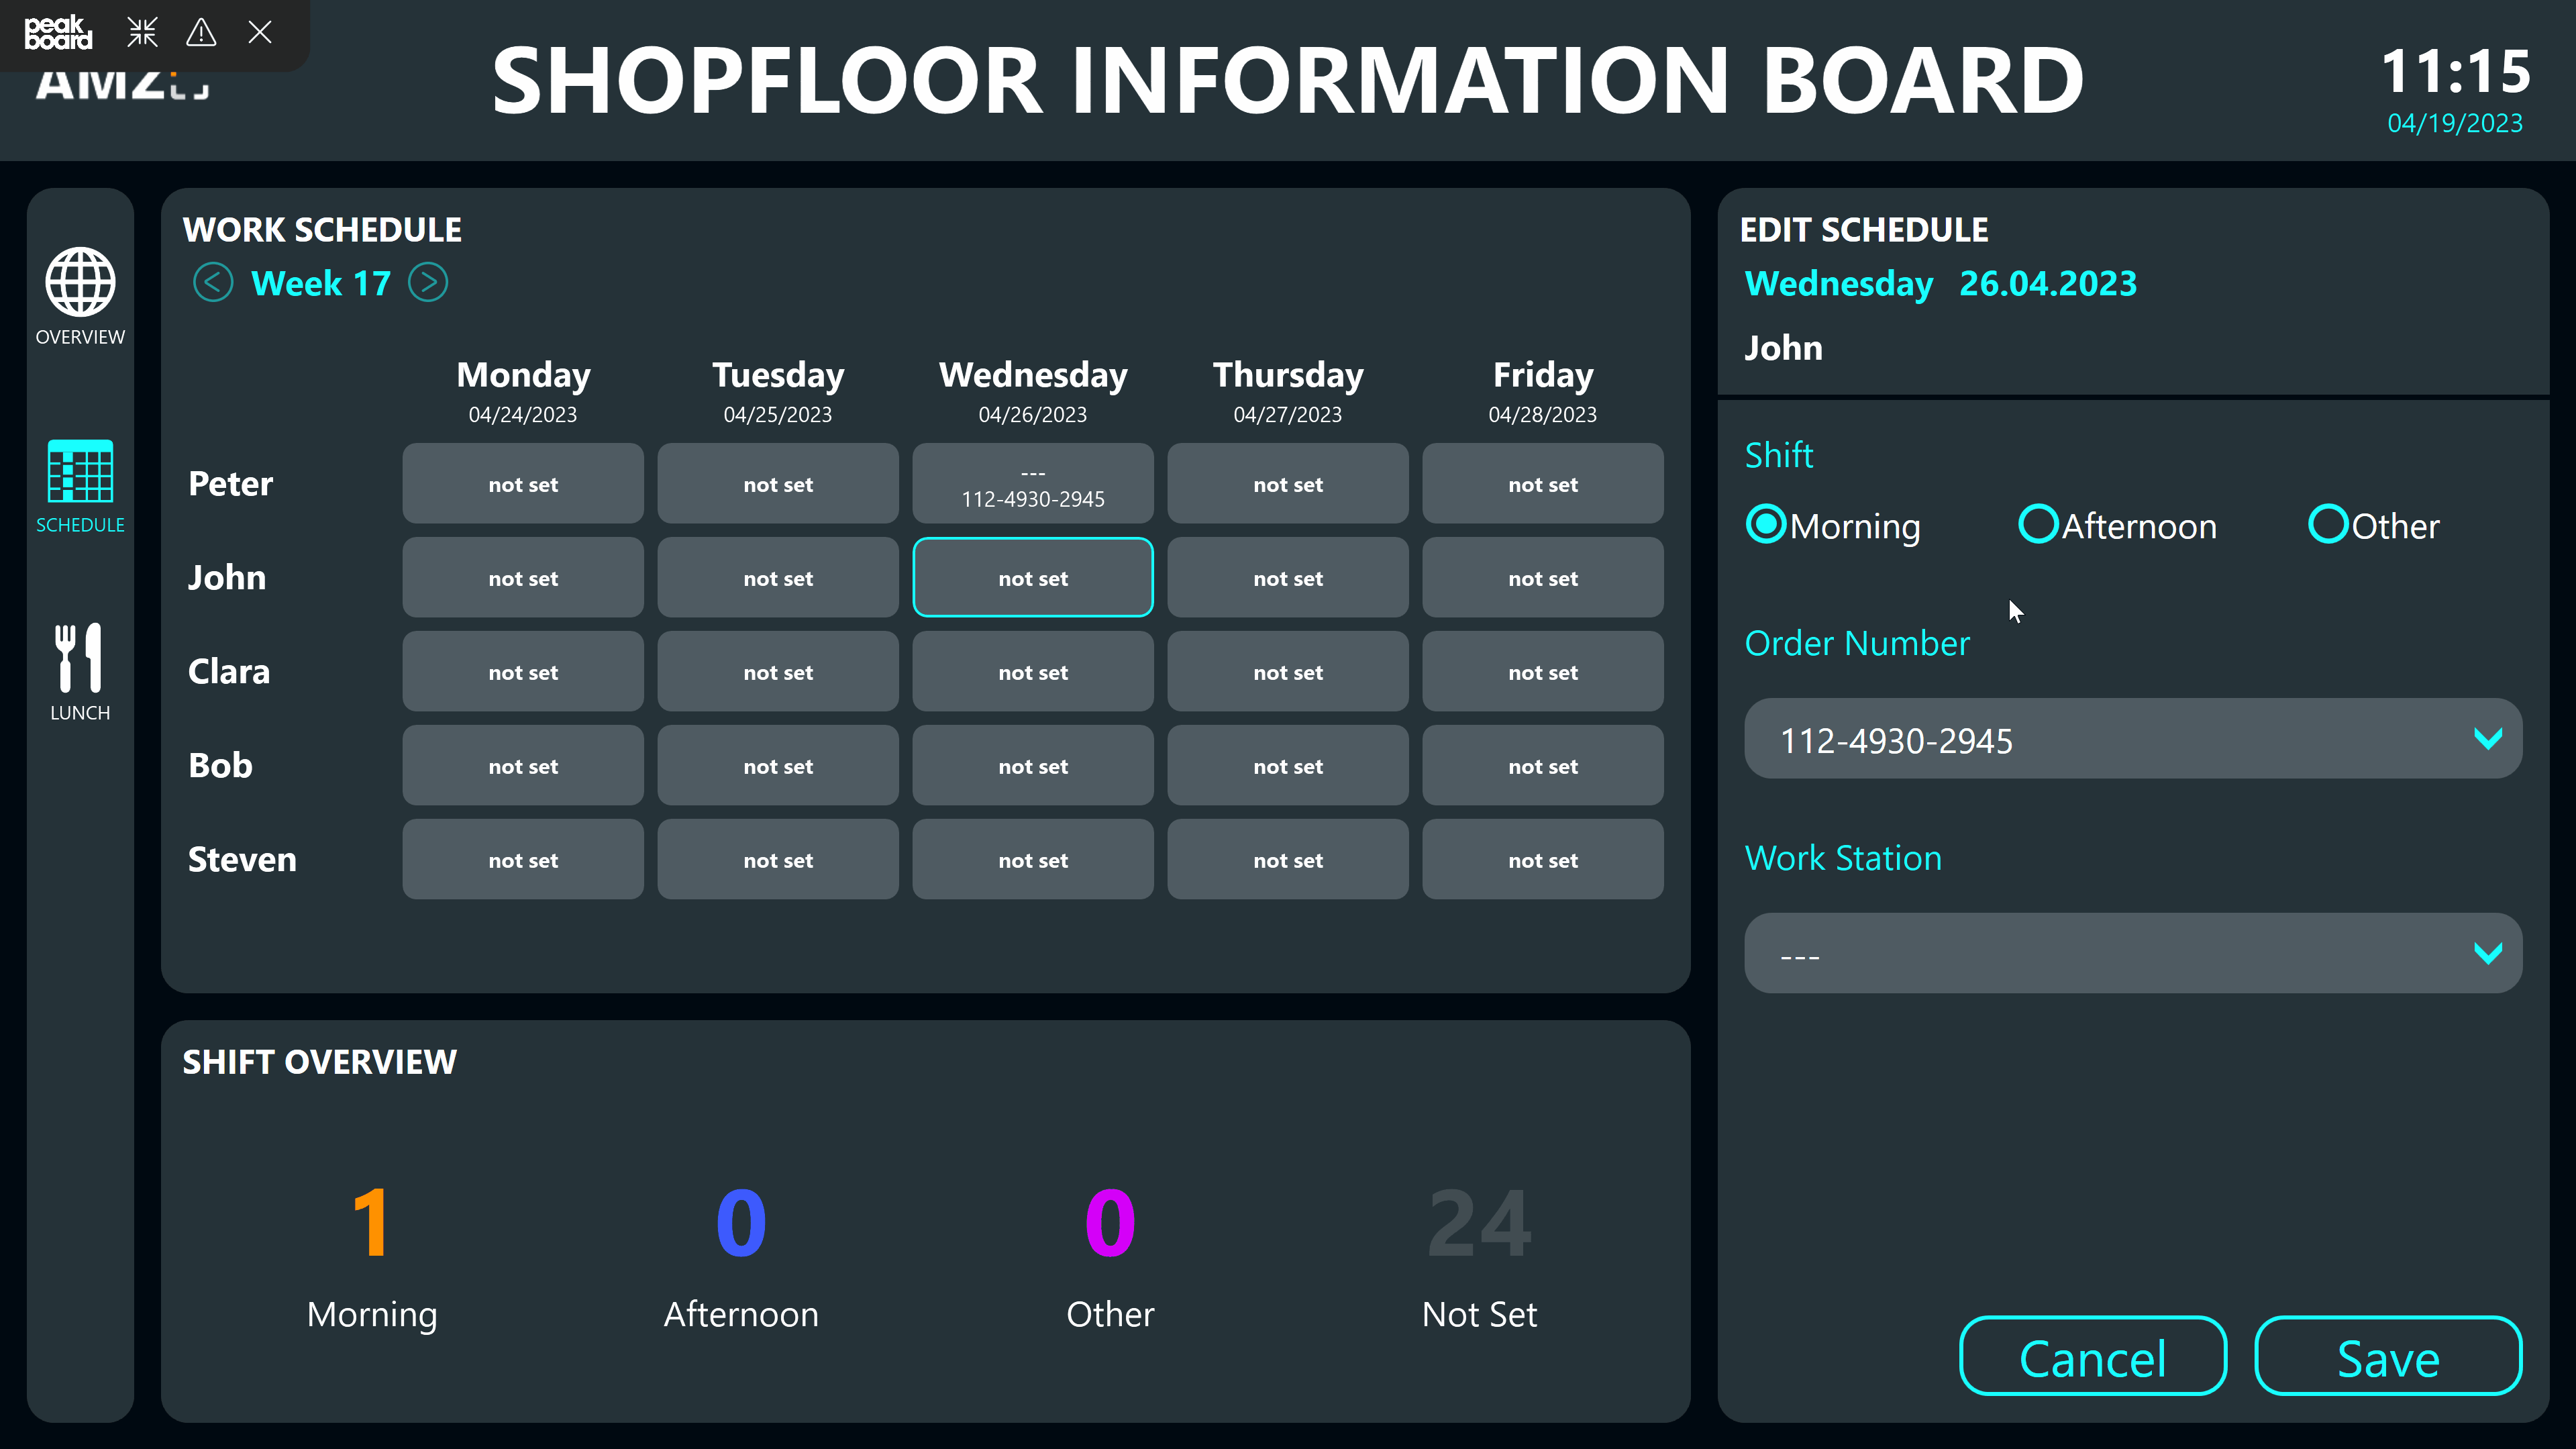 peak
board
AMZ
SHOPFLOOR INFORMATION BOARD
11:15
04/19/2023
OVERVIEW
SCHEDULE
LUNCH
WORK SCHEDULE
< Week 17 >
Monday Tuesday Wednesday Thursday Friday
04/24/2023 04/25/2023 04/26/2023 04/27/2023 04/28/2023
Peter not set not set --- 112-4930-2945 not set not set
John not set not set not set not set not set
Clara not set not set not set not set not set
Bob not set not set not set not set not set
Steven not set not set not set not set not set
SHIFT OVERVIEW
1 0 0 24
Morning Afternoon Other Not Set
EDIT SCHEDULE
Wednesday 26.04.2023
John
Shift
Morning Afternoon Other
Order Number
112-4930-2945
Work Station
---
Cancel Save